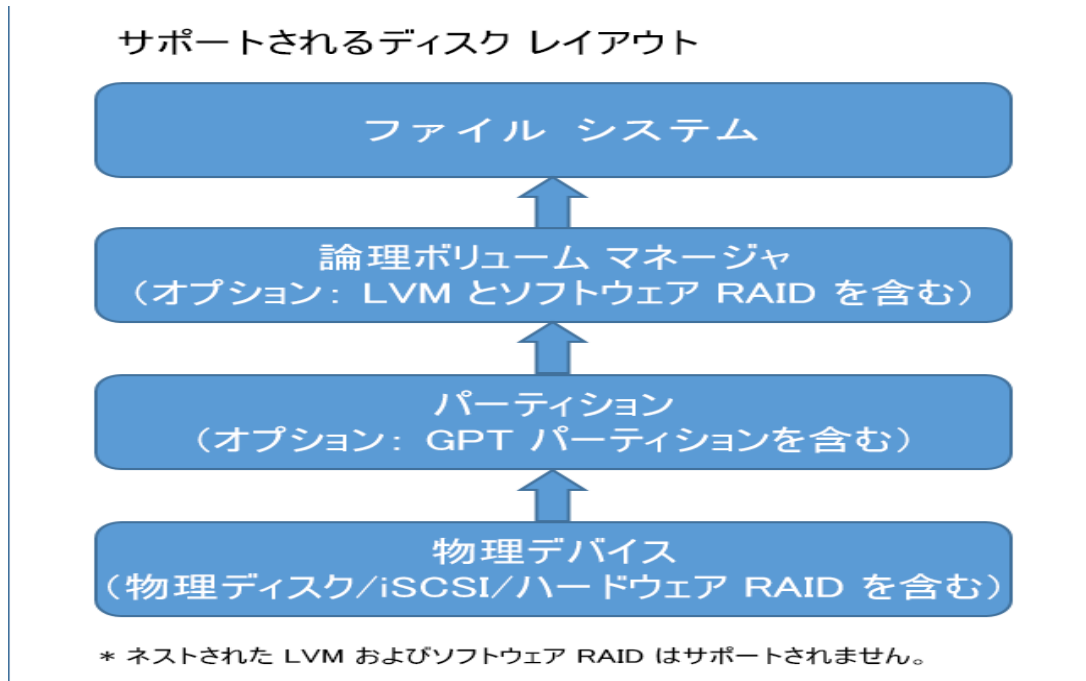 サポートされるディスク レイアウト
ファイル システム
論理ボリューム マネージャ
（オプション： LVM とソフトウェア RAID を含む）
パーティション
（オプション： GPT パーティションを含む）
物理デバイス
（物理ディスク/iSCSI/ハードウェア RAID を含む）
* ネストされた LVM およびソフトウェア RAID はサポートされません。